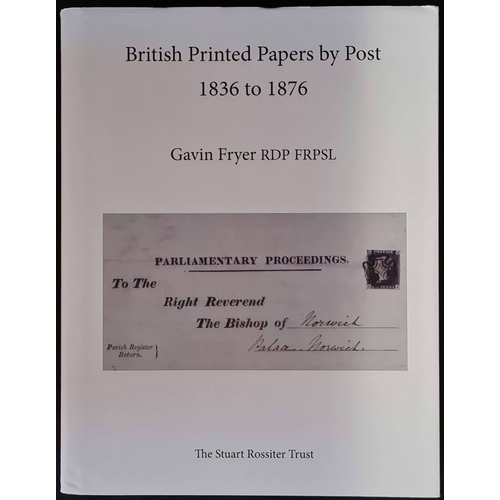 British Printed Papers by Post
1836 to 1876
Gavin Fryer RDP FRPSL
PARLIAMENTARY PROCEEDINGS.
To The
Right Reverend
The Bishop of Norwich
Palace Norwich.
Parish Register
Return.
POSTAGE
The Stuart Rossiter Trust